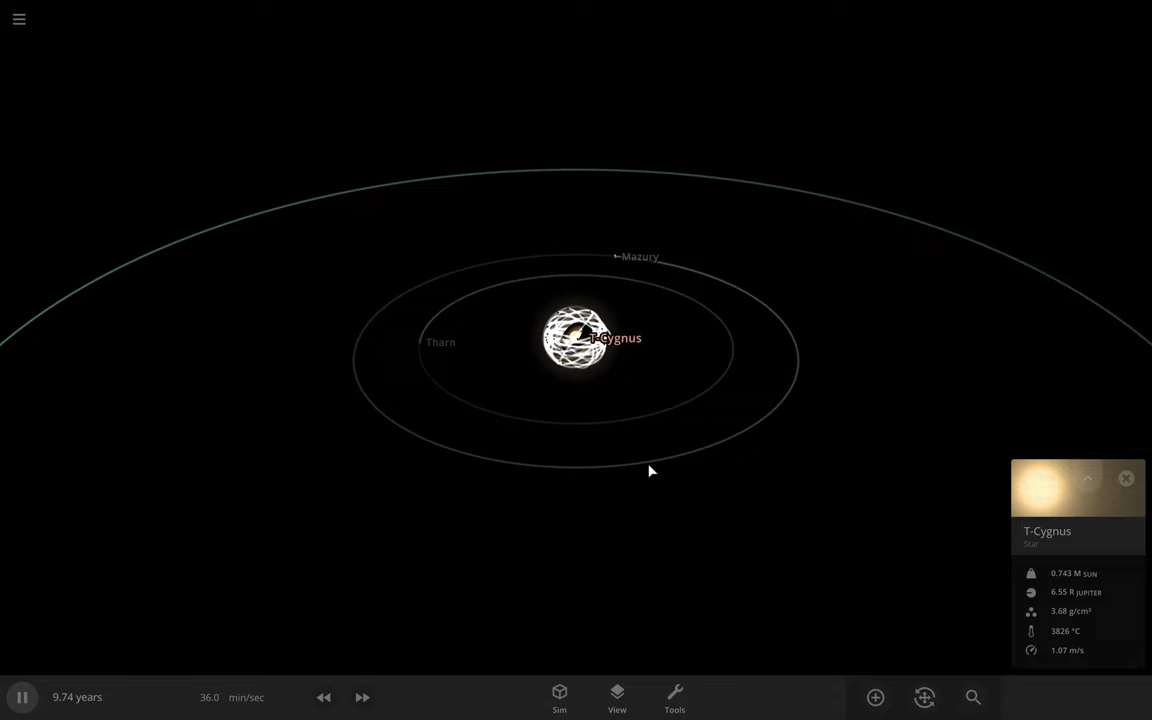 Mazury
T-Cygnus
Tharn
T-Cygnus
Star
0.743 M SUN
6.55 R JUPITER
3.68 g/cm³
3826 °C
1.07 m/s
9.74 years
36.0 min/sec
Sim
View
Tools